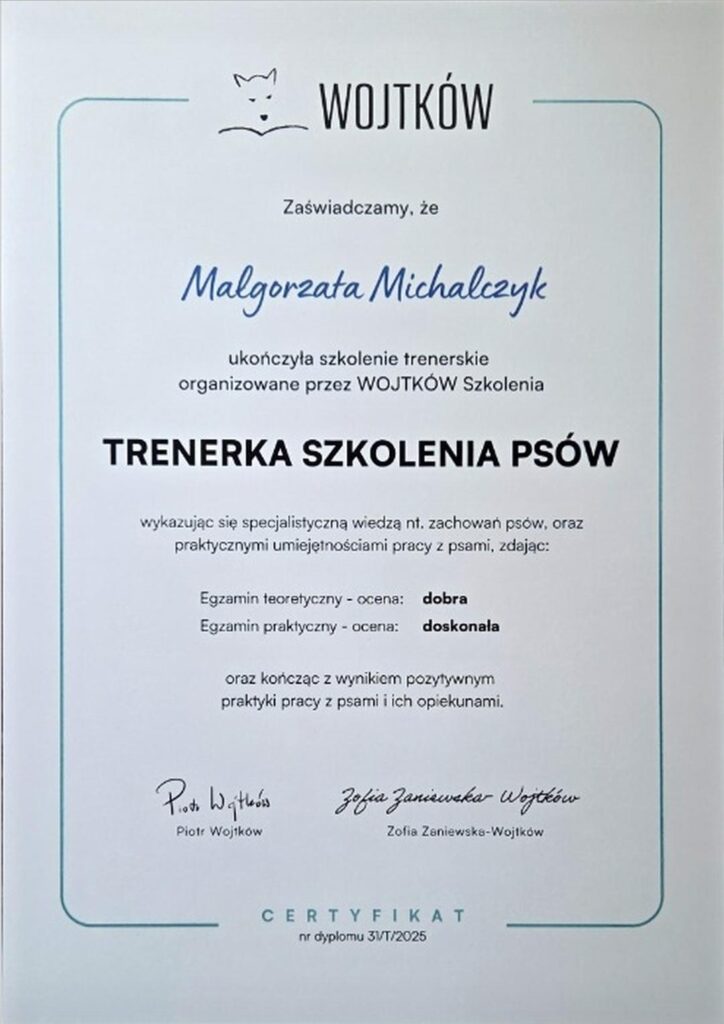 WOJTKÓW
Zaświadczamy, że
Malgorzata Michalczyk
ukończyła szkolenie trenerskie
organizowane przez WOJTKÓW Szkolenia
TRENERKA SZKOLENIA PSÓW
wykazując się specjalistyczną wiedzą nt. zachowań psów, oraz
praktycznymi umiejętnościami pracy z psami, zdając:
Egzamin teoretyczny - ocena: dobra
Egzamin praktyczny - ocena: doskonała
oraz kończąc z wynikiem pozytywnym
praktyki pracy z psami i ich opiekunami.
Piotr Wojtków Zofia Zaniewska-Wojtków
Piotr Wojtków Zofia Zaniewska-Wojtków
CERTYFIKAT
nr dyplomu 31/T/2025